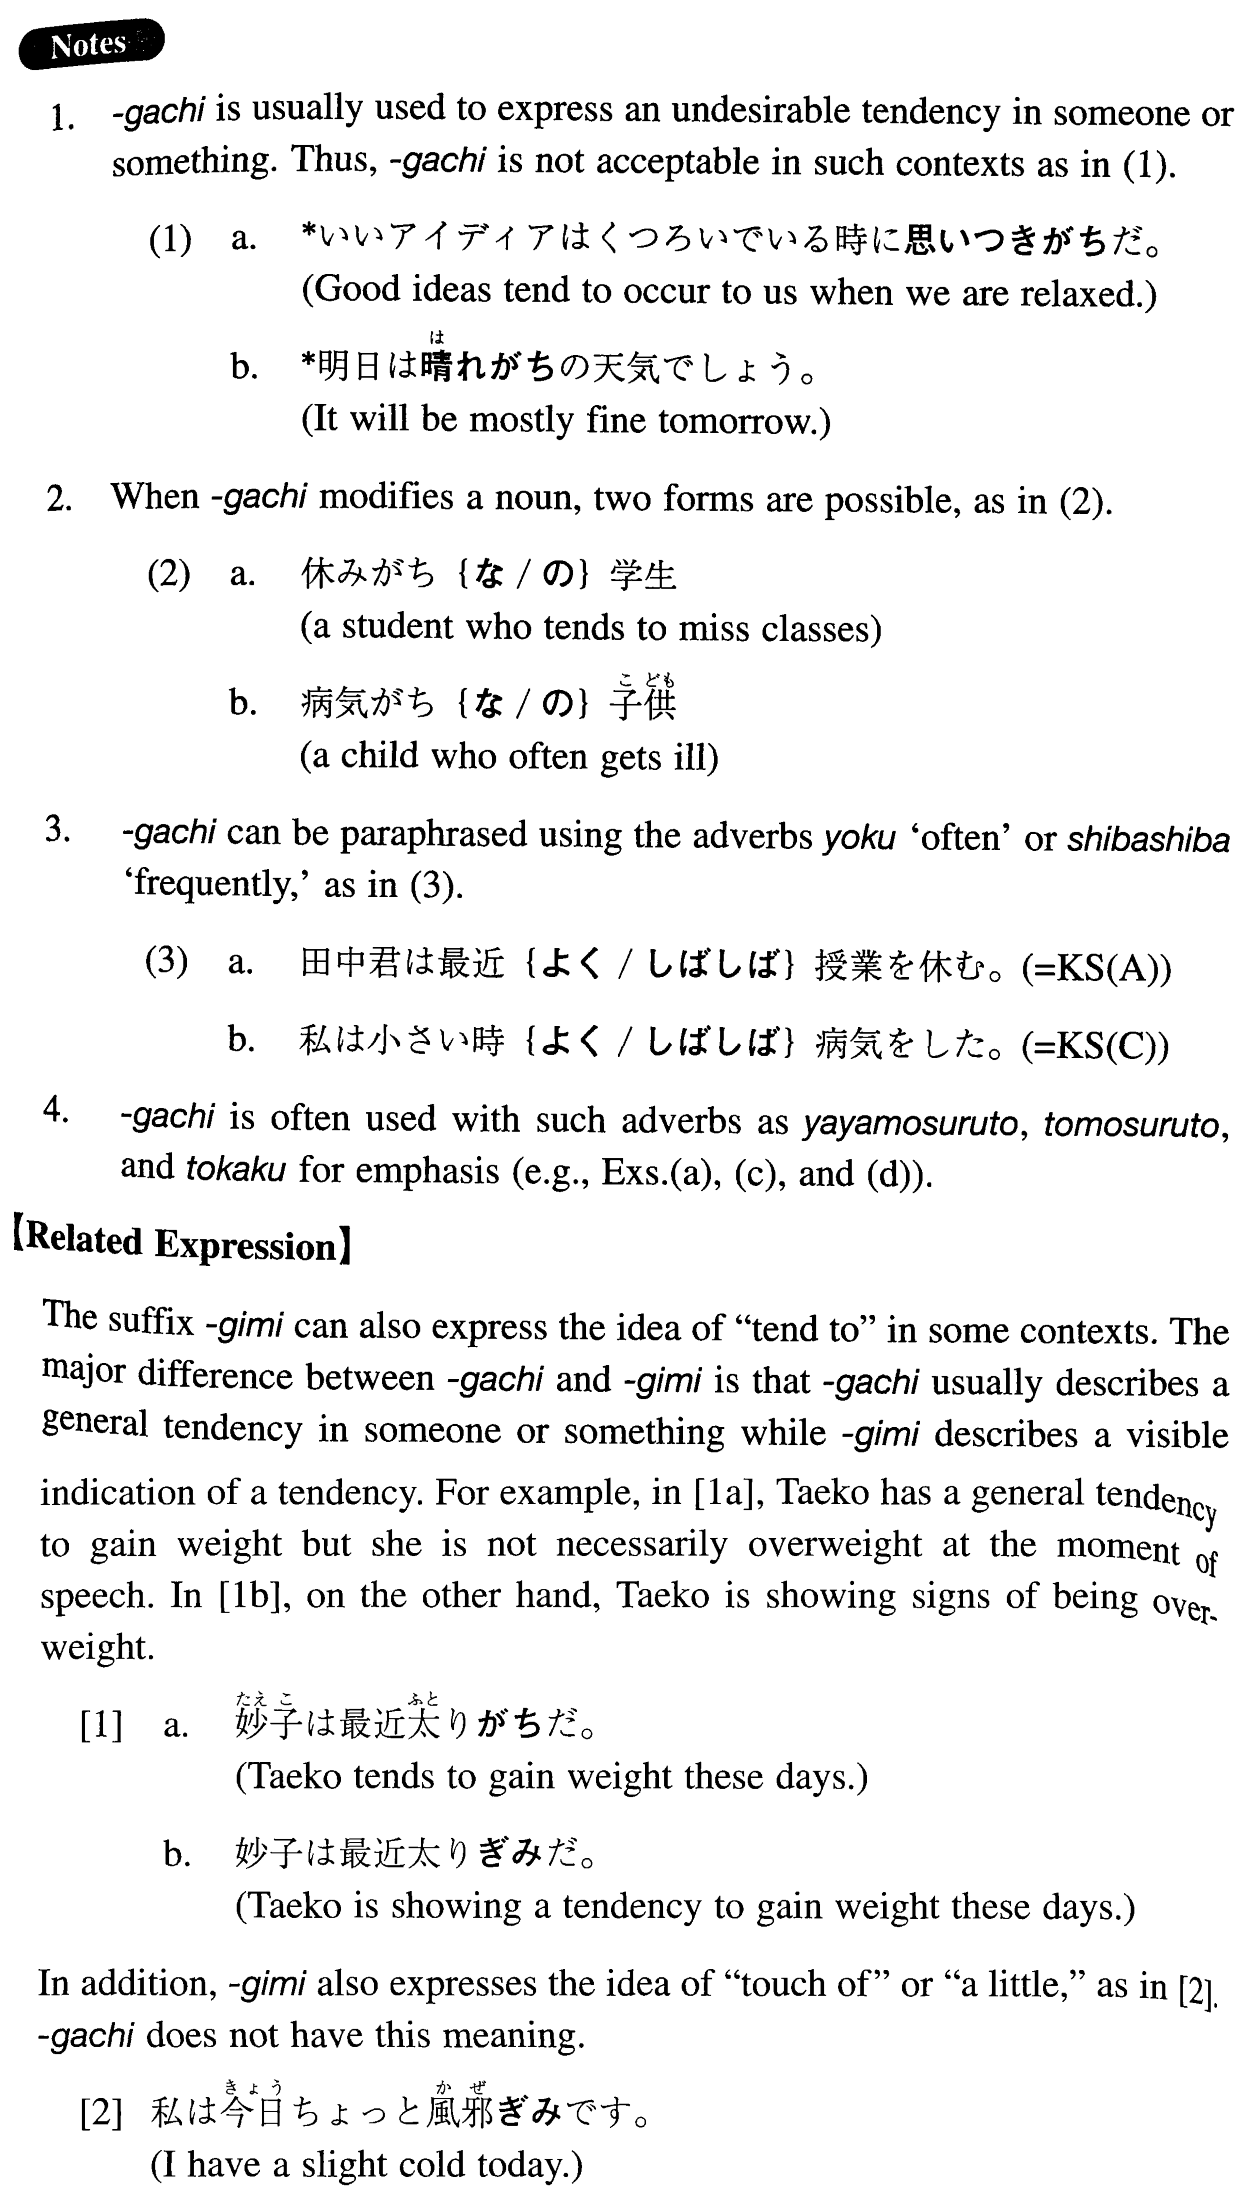 Notes
1. -gachi is usually used to express an undesirable tendency in someone or
something. Thus, -gachi is not acceptable in such contexts as in (1).
(1) a. *いいアイディアはくつろいでいる時に思いつきがちだ。
(Good ideas tend to occur to us when we are relaxed.)
は
b. *明日は晴れがちの天気でしょう。
(It will be mostly fine tomorrow.)
2. When -gachi modifies a noun, two forms are possible, as in (2).
(2) a. 休みがち {な / の} 学生
(a student who tends to miss classes)
こ ども
b. 病気がち {な / の} 子供
(a child who often gets ill)
3. -gachi can be paraphrased using the adverbs yoku ‘often’ or shibashiba
‘frequently,’ as in (3).
(3) a. 田中君は最近 {よく / しばしば} 授業を休む。(=KS(A))
b. 私は小さい時 {よく / しばしば} 病気をした。(=KS(C))
4. -gachi is often used with such adverbs as yayamosuruto, tomosuruto,
and tokaku for emphasis (e.g., Exs.(a), (c), and (d)).
【Related Expression】
The suffix -gimi can also express the idea of “tend to” in some contexts. The
major difference between -gachi and -gimi is that -gachi usually describes a
general tendency in someone or something while -gimi describes a visible
indication of a tendency. For example, in [1a], Taeko has a general tendency
to gain weight but she is not necessarily overweight at the moment of
speech. In [1b], on the other hand, Taeko is showing signs of being over-
weight.
たえ こ ふと
[1] a. 妙子は最近太りがちだ。
(Taeko tends to gain weight these days.)
b. 妙子は最近太りぎみだ。
(Taeko is showing a tendency to gain weight these days.)
In addition, -gimi also expresses the idea of “touch of” or “a little,” as in [2].
-gachi does not have this meaning.
きょう か ぜ
[2] 私は今日ちょっと風邪ぎみです。
(I have a slight cold today.)